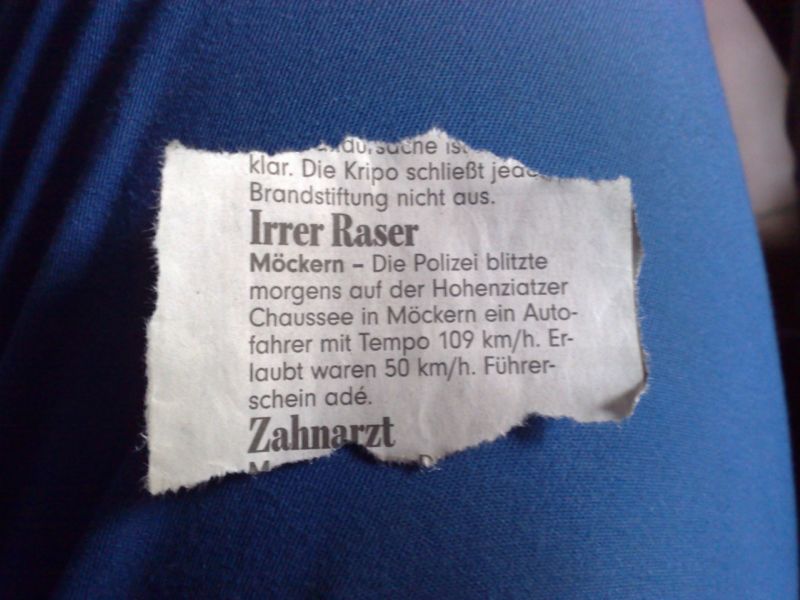 klar. Die Kripo schließt
Brandstiftung nicht aus.
Irrer Raser
Möckern – Die Polizei blitzte
morgens auf der Hohenziatzer
Chaussee in Möckern ein Auto-
fahrer mit Tempo 109 km/h. Er-
laubt waren 50 km/h. Führer-
schein adé.
Zahnarzt